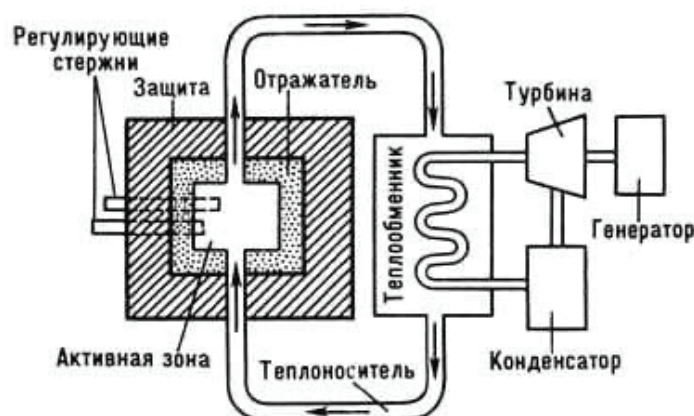 Регулирующие
стержни
Защита
Отражатель
Турбина
Теплообменник
Генератор
Активная зона
Теплоноситель
Конденсатор